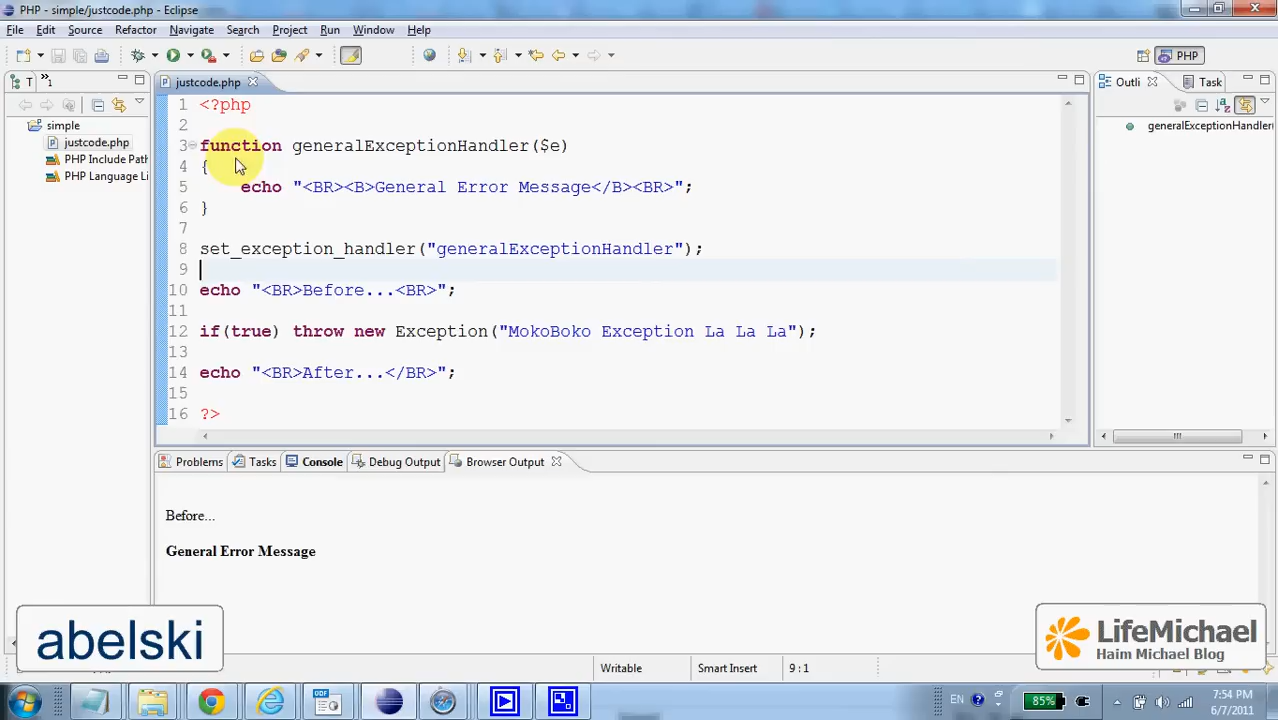 PHP - simple/justcode.php - Eclipse
File Edit Source Refactor Navigate Search Project Run Window Help
PHP
T
»1
justcode.php
Outli
Task
simple
justcode.php
PHP Include Path
PHP Language Li
generalExceptionHandler
1 <?php
2
3 function generalExceptionHandler($e)
4 {
5 echo "<BR><B>General Error Message</B><BR>";
6 }
7
8 set_exception_handler("generalExceptionHandler");
9
10 echo "<BR>Before...<BR>";
11
12 if(true) throw new Exception("MokoBoko Exception La La La");
13
14 echo "<BR>After...</BR>";
15
16 ?>
Problems Tasks Console Debug Output Browser Output
Before...
General Error Message
abelski
LifeMichael
Haim Michael Blog
Writable Smart Insert 9:1
ODF
EN
85%
7:54 PM
6/7/2011